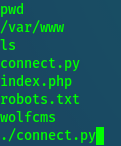 pwd
/var/www
ls
connect.py
index.php
robots.txt
wolfcms
./connect.py